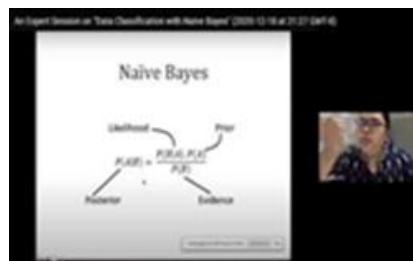 An Expert Session on "Data Classification with Naive Bayes" (2020-12-18 at 21:27 GMT-8)
Naïve Bayes
Likelihood Prior
P(A|B) = P(B|A). P(A) / P(B)
Posterior Evidence